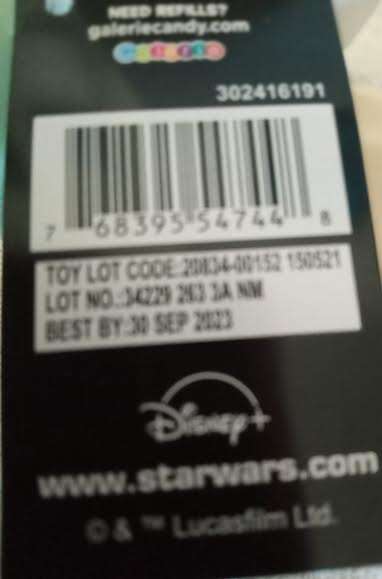 NEED REFILLS?
galeriecandy.com
Galerie
302416191
7 68395 54744 8
TOY LOT CODE:20834-00152 150521
LOT NO.:34229 263 3A NM
BEST BY:30 SEP 2023
Disney+
www.starwars.com
© & ™ Lucasfilm Ltd.